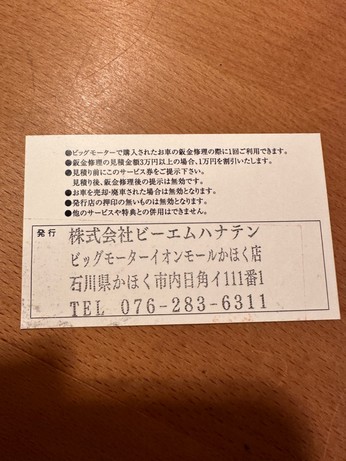 ●ビッグモーターで購入されたお車の鈑金修理の際に1回ご利用できます。
●鈑金修理の見積金額3万円以上の場合、1万円を割引いたします。
●見積り前にこのサービス券をご提示下さい。
見積り後、鈑金修理後の提示は無効です。
●お車を売却・廃車された場合は無効となります。
●発行店の押印の無いものは無効となります。
●他のサービスや特典との併用はできません。
発行 株式会社ビーエムハナテン
ビッグモーターイオンモールかほく店
石川県かほく市内日角イ111番1
TEL 076-283-6311